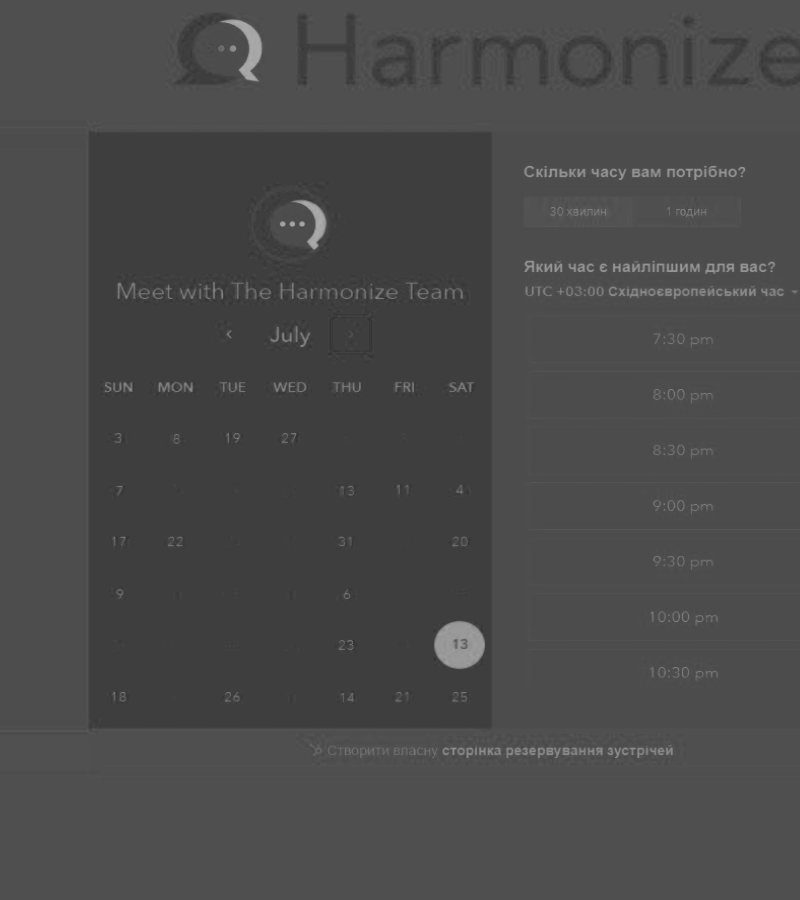 Harmonize
Meet with The Harmonize Team
July
SUN MON TUE WED THU FRI SAT
3 8 19 27
7 13 11 4
17 22 31 20
9 6
23 13
18 26 14 21 25
Скільки часу вам потрібно?
30 хвилин 1 годин
Який час є найліпшим для вас?
UTC +03:00 Східноєвропейський час
7:30 pm
8:00 pm
8:30 pm
9:00 pm
9:30 pm
10:00 pm
10:30 pm
Створити власну сторінка резервування зустрічей